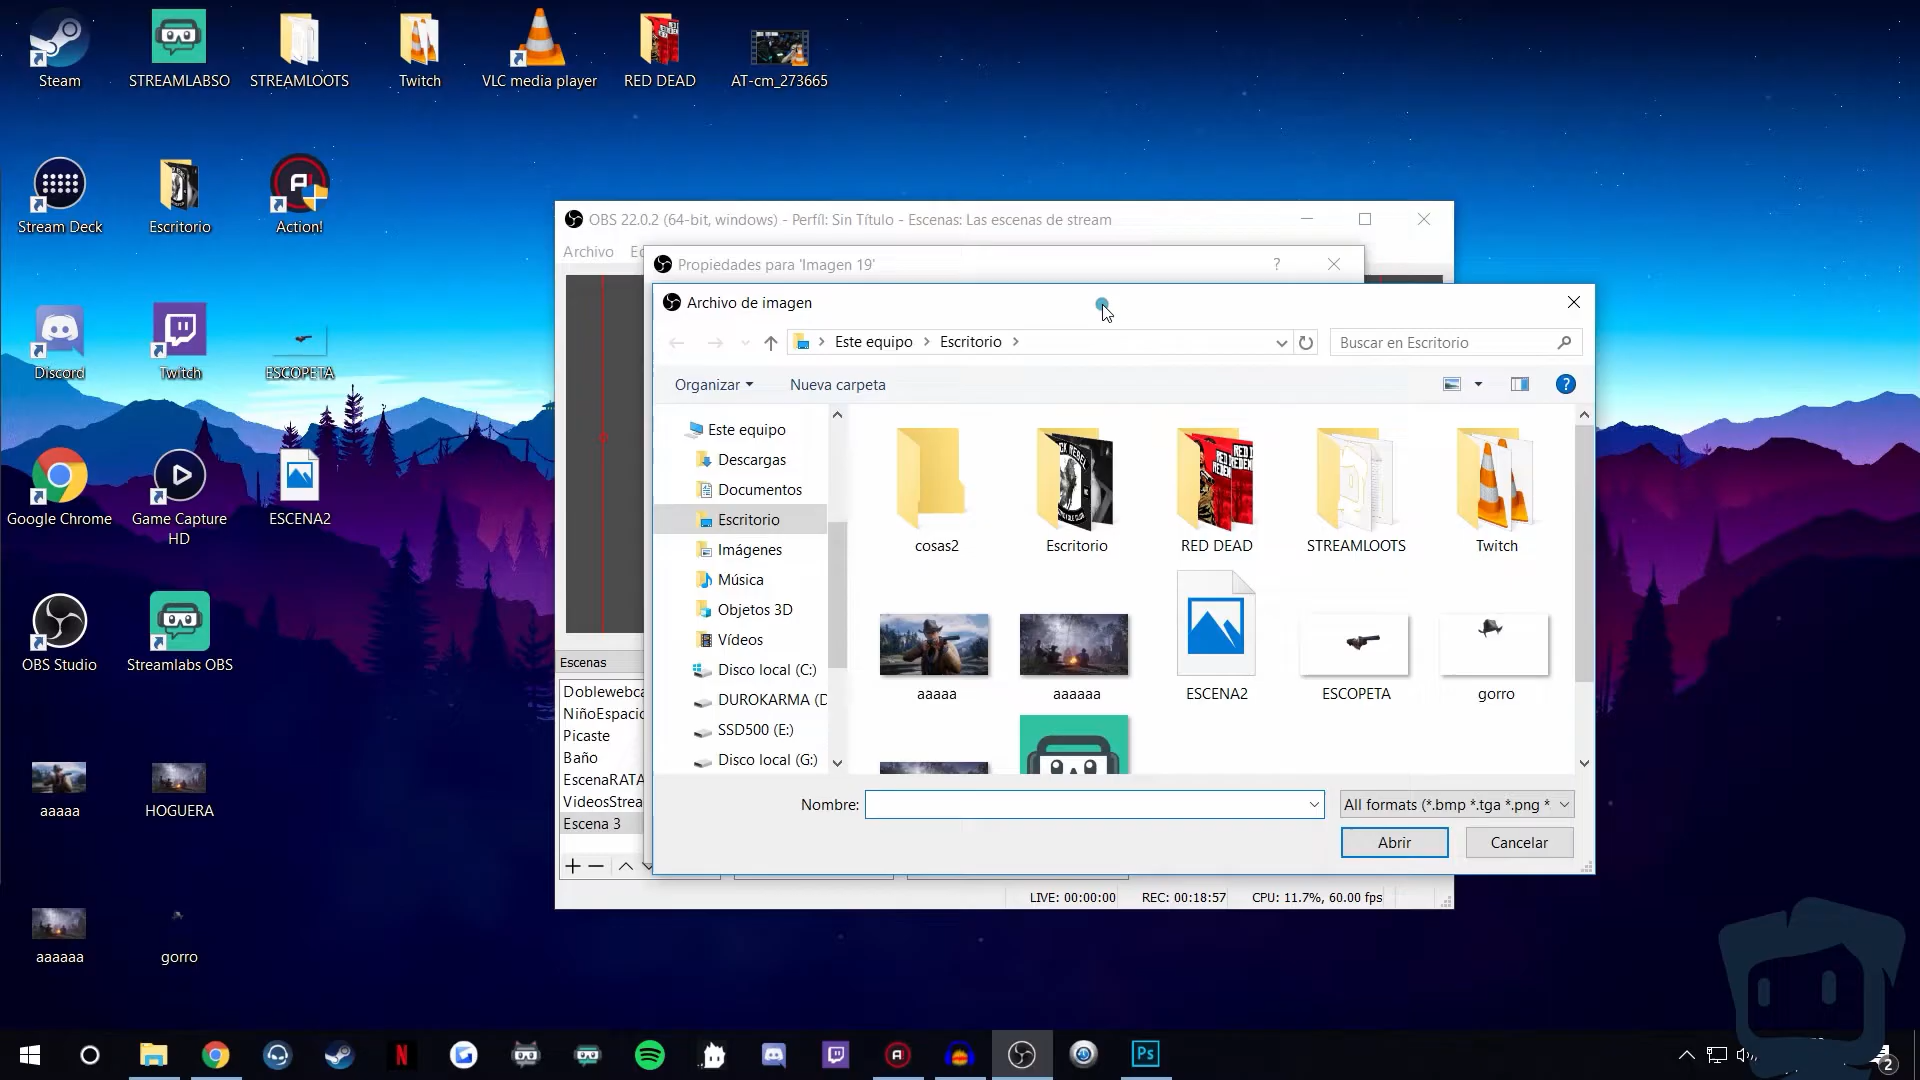 Steam
STREAMLABSO
STREAMLOOTS
Twitch
VLC media player
RED DEAD
AT-cm_273665
Stream Deck
Escritorio
Action!
Discord
Twitch
ESCOPETA
Google Chrome
Game Capture
HD
ESCENA2
OBS Studio
Streamlabs OBS
aaaaa
HOGUERA
aaaaaa
gorro
OBS 22.0.2 (64-bit, windows) - Perfíl: Sin Título - Escenas: Las escenas de stream
Archivo
Propiedades para 'Imagen 19'
?
Archivo de imagen
Este equipo
Escritorio
Buscar en Escritorio
Organizar
Nueva carpeta
?
Este equipo
Descargas
Documentos
Escritorio
Imágenes
Música
Objetos 3D
Vídeos
Disco local (C:)
DUROKARMA (D
SSD500 (E:)
Disco local (G:)
cosas2
Escritorio
RED DEAD
STREAMLOOTS
Twitch
aaaaa
aaaaaa
ESCENA2
ESCOPETA
gorro
Nombre:
All formats (*.bmp *.tga *.png *
Abrir
Cancelar
Escenas
Doblewebca
NiñoEspacio
Picaste
Baño
EscenaRATA
VideosStrea
Escena 3
LIVE: 00:00:00
REC: 00:18:57
CPU: 11.7%, 60.00 fps
Ps
2